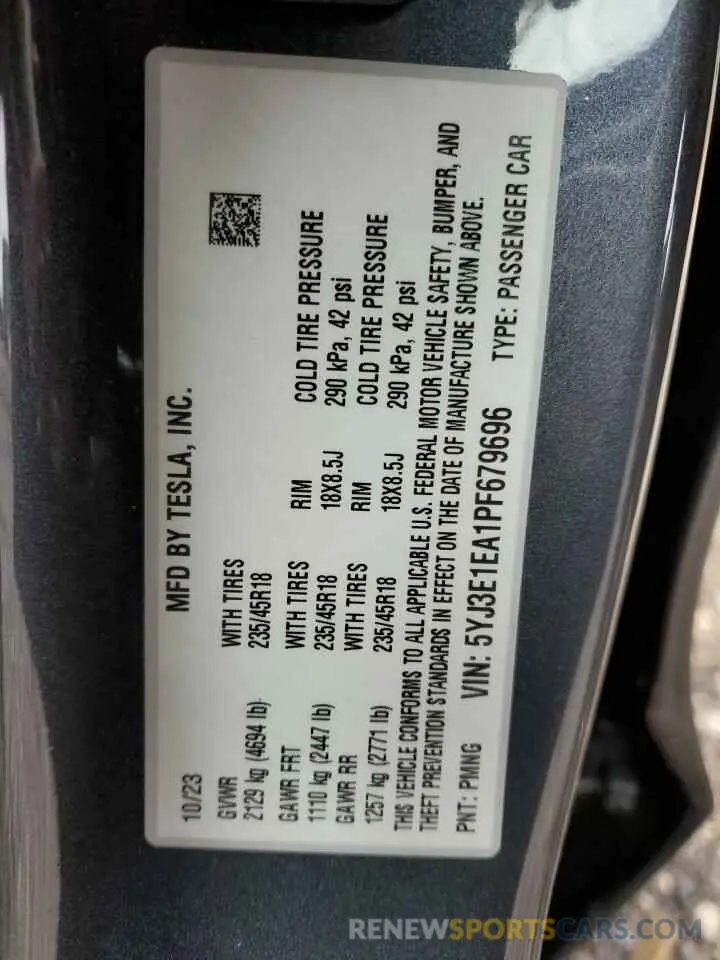 MFD BY TESLA, INC.
10/23
GVWR WITH TIRES
2129 kg (4694 lb) 235/45R18
GAWR FRT WITH TIRES RIM COLD TIRE PRESSURE
1110 kg (2447 lb) 235/45R18 18X8.5J 290 kPa, 42 psi
GAWR RR WITH TIRES RIM COLD TIRE PRESSURE
1257 kg (2771 lb) 235/45R18 18X8.5J 290 kPa, 42 psi
THIS VEHICLE CONFORMS TO ALL APPLICABLE U.S. FEDERAL MOTOR VEHICLE SAFETY, BUMPER, AND
THEFT PREVENTION STANDARDS IN EFFECT ON THE DATE OF MANUFACTURE SHOWN ABOVE.
PNT: PMNG VIN: 5YJ3E1EA1PF679696 TYPE: PASSENGER CAR
RENEWSPORTSCARS.COM